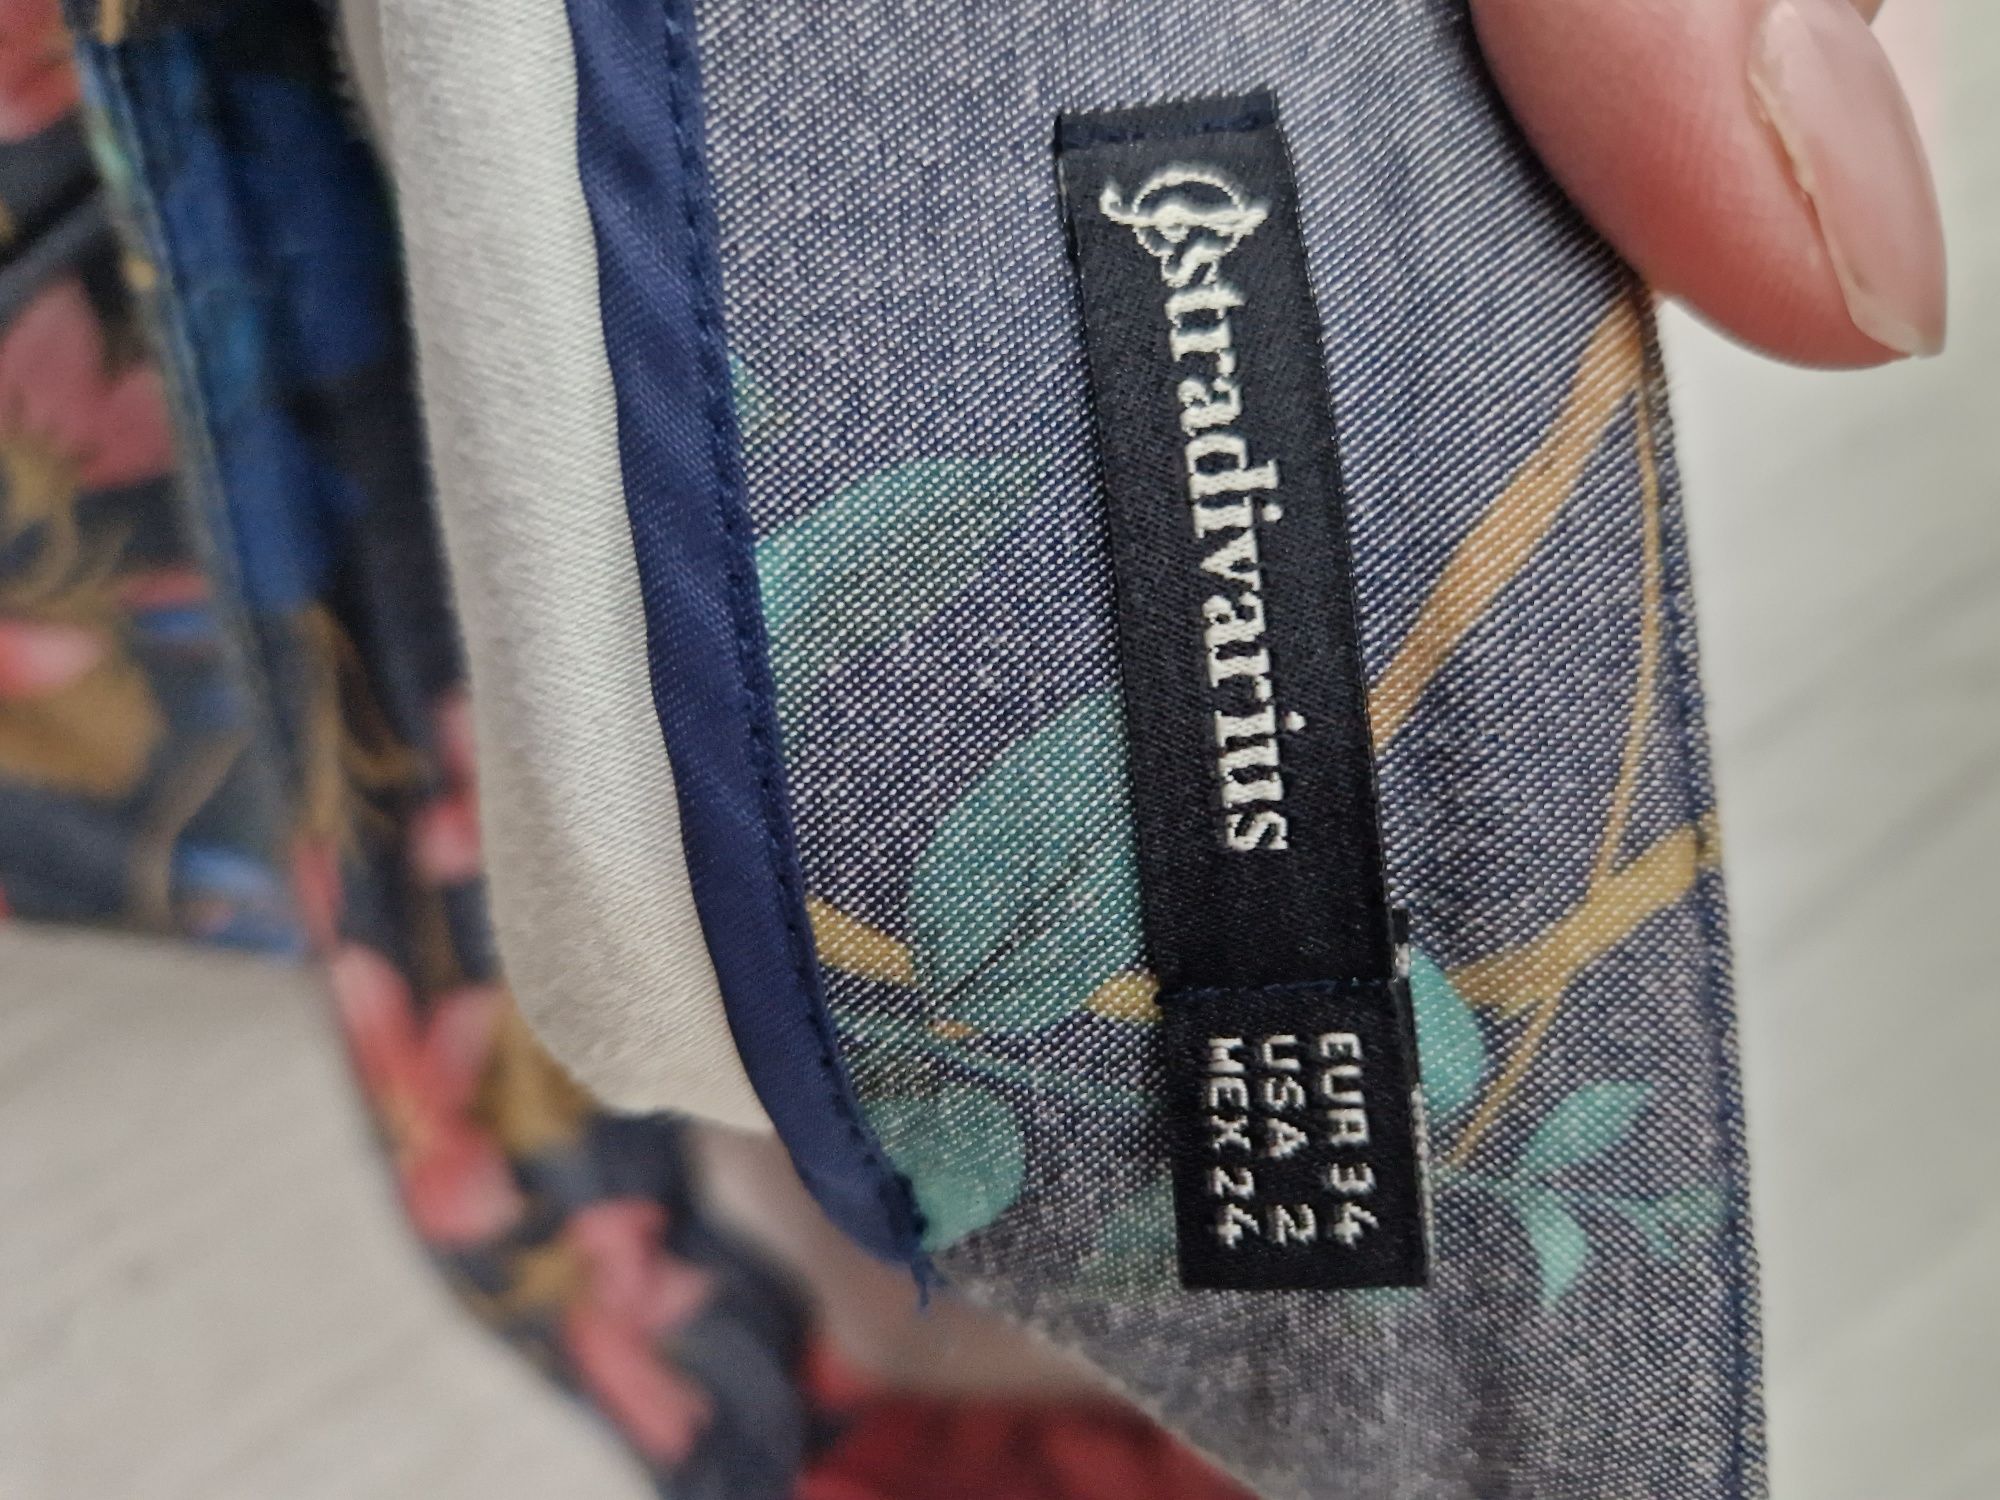 stradivarius
EUR 34
USA 2
MEX 24